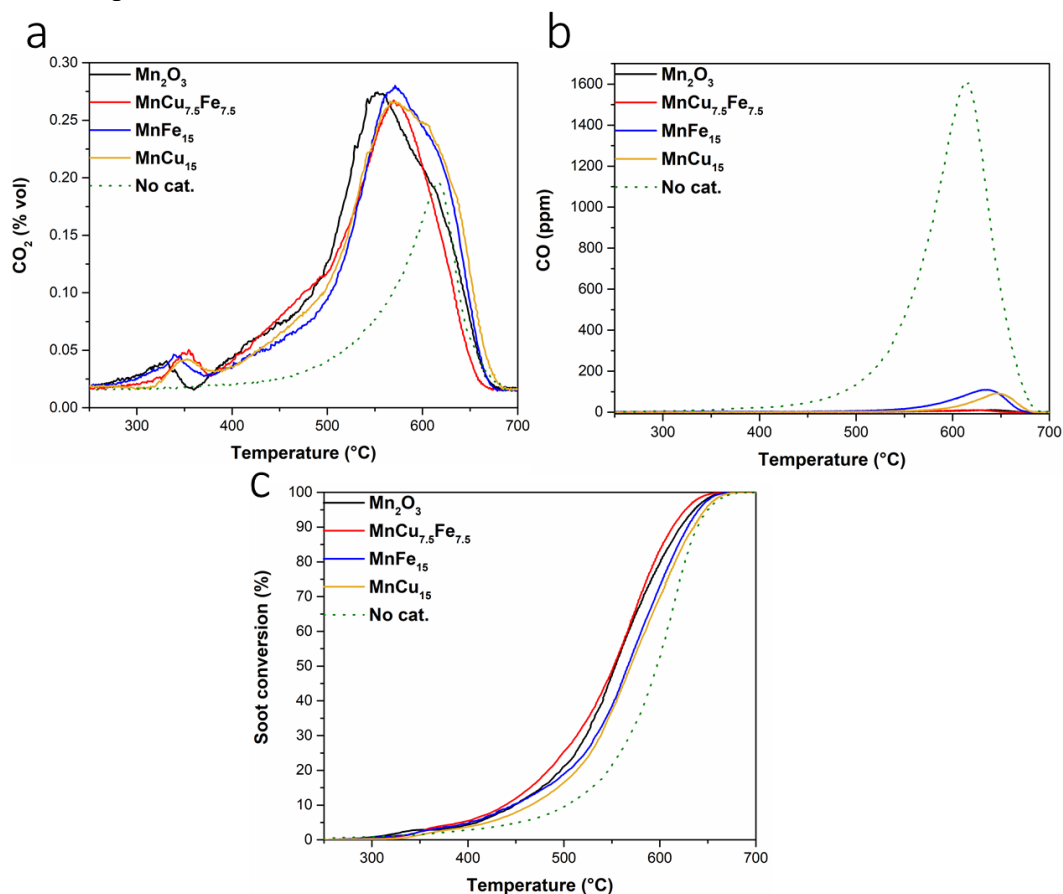 a
0.30
0.25
0.20
0.15
0.10
0.05
0.00
CO₂ (% vol)
Mn₂O₃
MnCu₇.₅Fe₇.₅
MnFe₁₅
MnCu₁₅
No cat.
300 400 500 600 700
Temperature (°C)
b
1600
1400
1200
1000
800
600
400
200
0
CO (ppm)
Mn₂O₃
MnCu₇.₅Fe₇.₅
MnFe₁₅
MnCu₁₅
No cat.
300 400 500 600 700
Temperature (°C)
C
100
90
80
70
60
50
40
30
20
10
0
Soot conversion (%)
Mn₂O₃
MnCu₇.₅Fe₇.₅
MnFe₁₅
MnCu₁₅
No cat.
300 400 500 600 700
Temperature (°C)